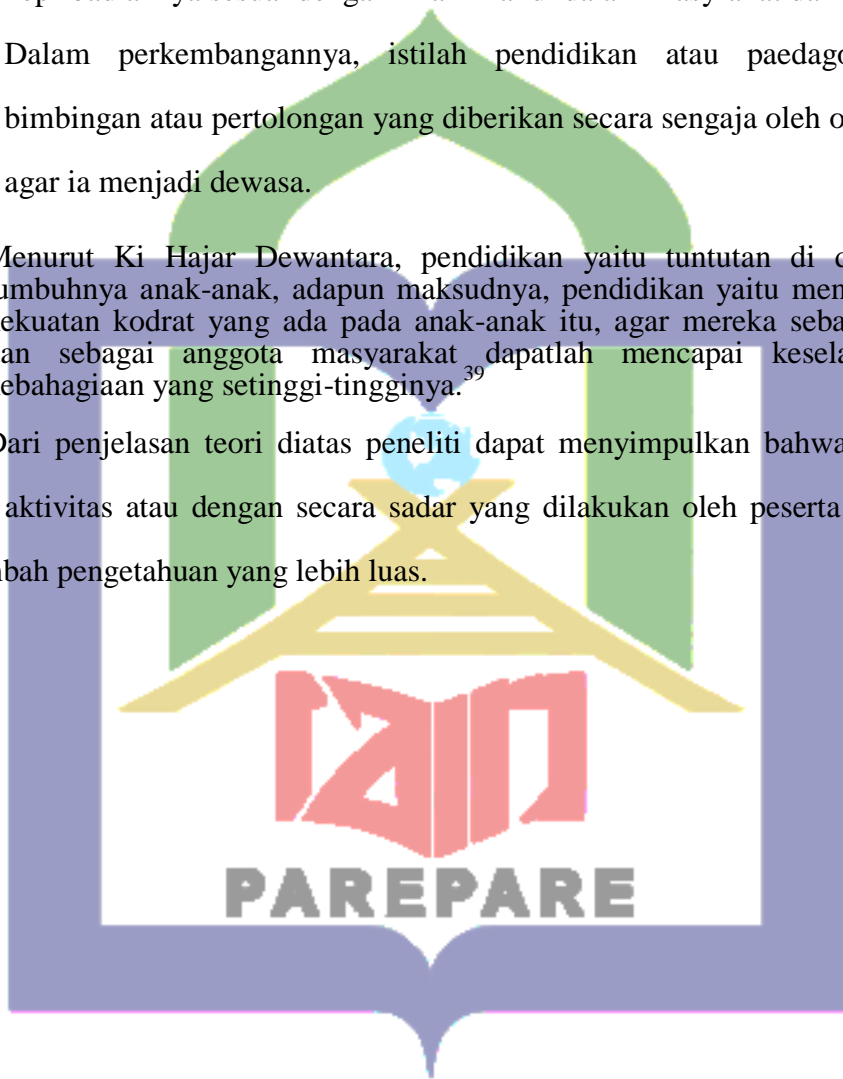 Dalam perkembangannya, istilah pendidikan atau
bimbingan atau pertolongan yang diberikan secara sengaja oleh
agar ia menjadi dewasa.
Menurut Ki Hajar Dewantara, pendidikan yaitu tuntutan di
umbuhnya anak-anak, adapun maksudnya, pendidikan yaitu
ekuatan kodrat yang ada pada anak-anak itu, agar mereka
an sebagai anggota masyarakat dapatlah mencapai
ebahagiaan yang setinggi-tingginya.39
Dari penjelasan teori diatas peneliti dapat menyimpulkan bahwa
aktivitas atau dengan secara sadar yang dilakukan oleh peserta
bah pengetahuan yang lebih luas.
iain
PAREPARE